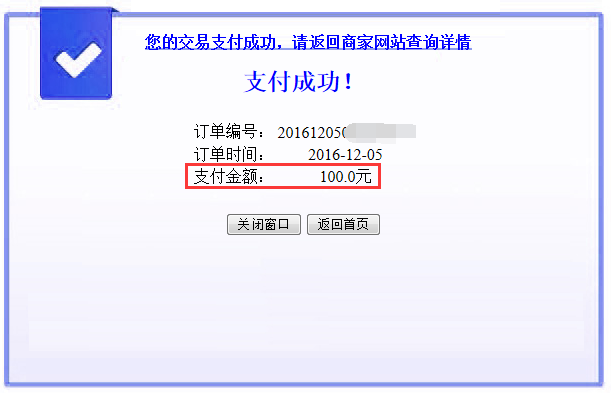 您的交易支付成功，请返回商家网站查询详情
支付成功！
订单编号： 201612050
订单时间： 2016-12-05
支付金额： 100.0元
关闭窗口 返回首页